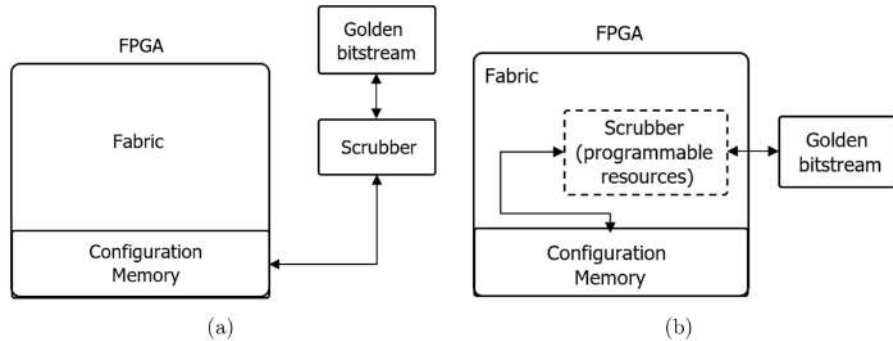 FPGA
Fabric
Configuration
Memory
Golden
bitstream
Scrubber
(a)
FPGA
Fabric
Scrubber
(programmable
resources)
Golden
bitstream
Configuration
Memory
(b)